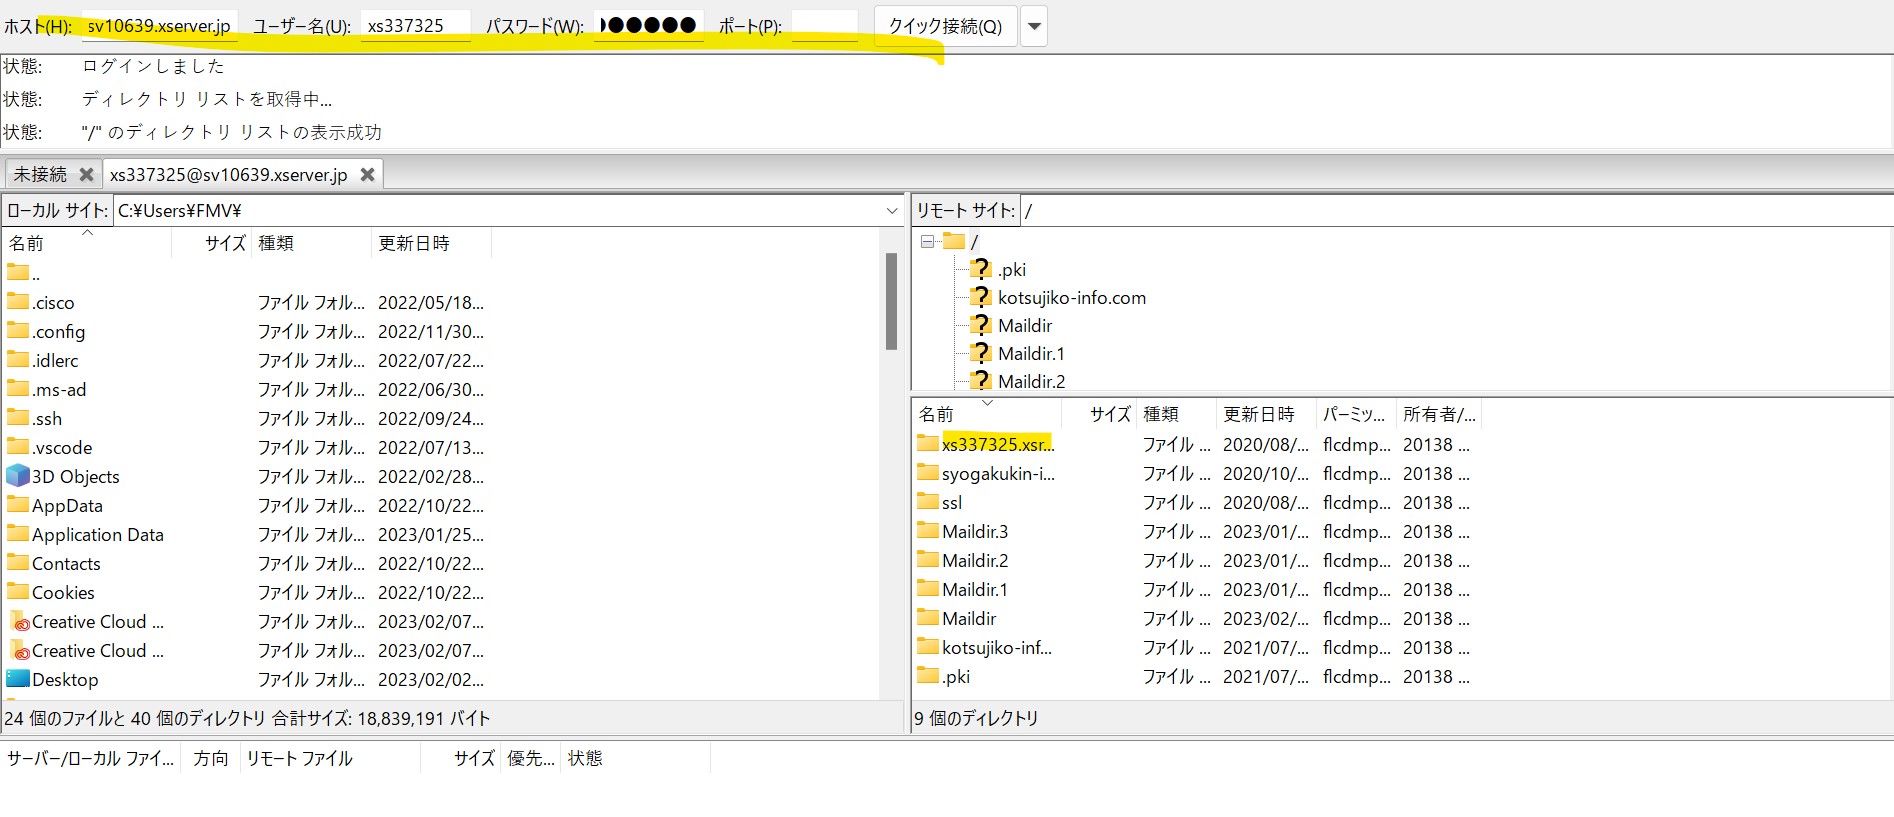 ホスト(H): sv10639.xserver.jp ユーザー名(U): xs337325 パスワード(W): ●●●●● ポート(P): クイック接続(Q)
状態: ログインしました
状態: ディレクトリ リストを取得中...
状態: "/" のディレクトリ リストの表示成功
未接続 xs337325@sv10639.xserver.jp
ローカル サイト: C:¥Users¥FMV¥
名前 サイズ 種類 更新日時
..
.cisco ファイル フォル... 2022/05/18...
.config ファイル フォル... 2022/11/30...
.idlerc ファイル フォル... 2022/07/22...
.ms-ad ファイル フォル... 2022/06/30...
.ssh ファイル フォル... 2022/09/24...
.vscode ファイル フォル... 2022/07/13...
3D Objects ファイル フォル... 2022/02/28...
AppData ファイル フォル... 2022/10/22...
Application Data ファイル フォル... 2023/01/25...
Contacts ファイル フォル... 2022/10/22...
Cookies ファイル フォル... 2022/10/22...
Creative Cloud ... ファイル フォル... 2023/02/07...
Creative Cloud ... ファイル フォル... 2023/02/07...
Desktop ファイル フォル... 2023/02/02...
24 個のファイルと 40 個のディレクトリ 合計サイズ: 18,839,191 バイト
リモート サイト: /
/
.pki
kotsujiko-info.com
Maildir
Maildir.1
Maildir.2
名前 サイズ 種類 更新日時 パーミッ... 所有者/...
xs337325.xsr... ファイル ... 2020/08/... flcdmp... 20138 ...
syogakukin-i... ファイル ... 2020/10/... flcdmp... 20138 ...
ssl ファイル ... 2020/08/... flcdmp... 20138 ...
Maildir.3 ファイル ... 2023/01/... flcdmp... 20138 ...
Maildir.2 ファイル ... 2023/01/... flcdmp... 20138 ...
Maildir.1 ファイル ... 2023/01/... flcdmp... 20138 ...
Maildir ファイル ... 2023/02/... flcdmp... 20138 ...
kotsujiko-inf... ファイル ... 2021/07/... flcdmp... 20138 ...
.pki ファイル ... 2021/07/... flcdmp... 20138 ...
9 個のディレクトリ
サーバー/ローカル ファイ... 方向 リモート ファイル サイズ 優先... 状態